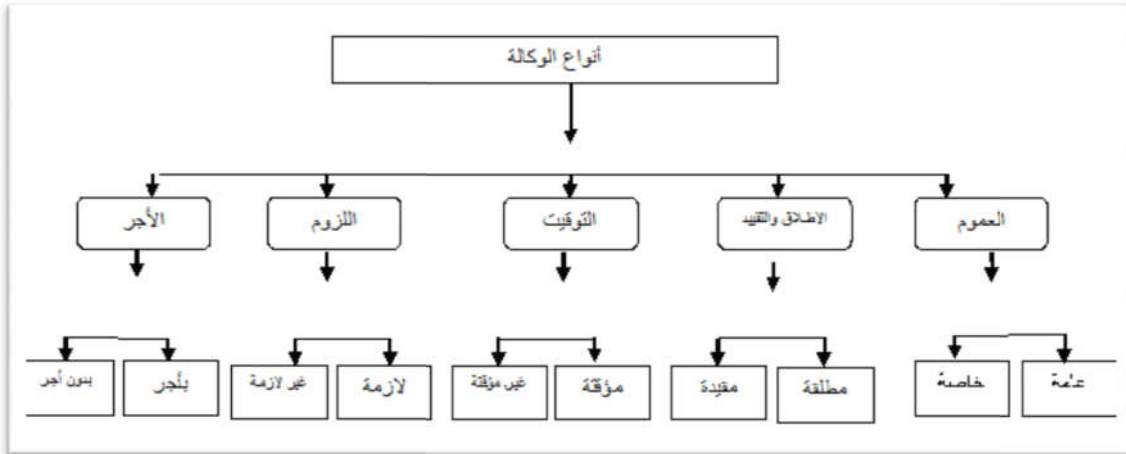 أنواع الوكالة
العموم
الاطلاق والتقييد
التوقيت
اللزوم
الأجر
عامة
خاصة
مطلقة
مقيدة
مؤقتة
غير مؤقتة
لازمة
غير لازمة
بأجر
بدون أجر